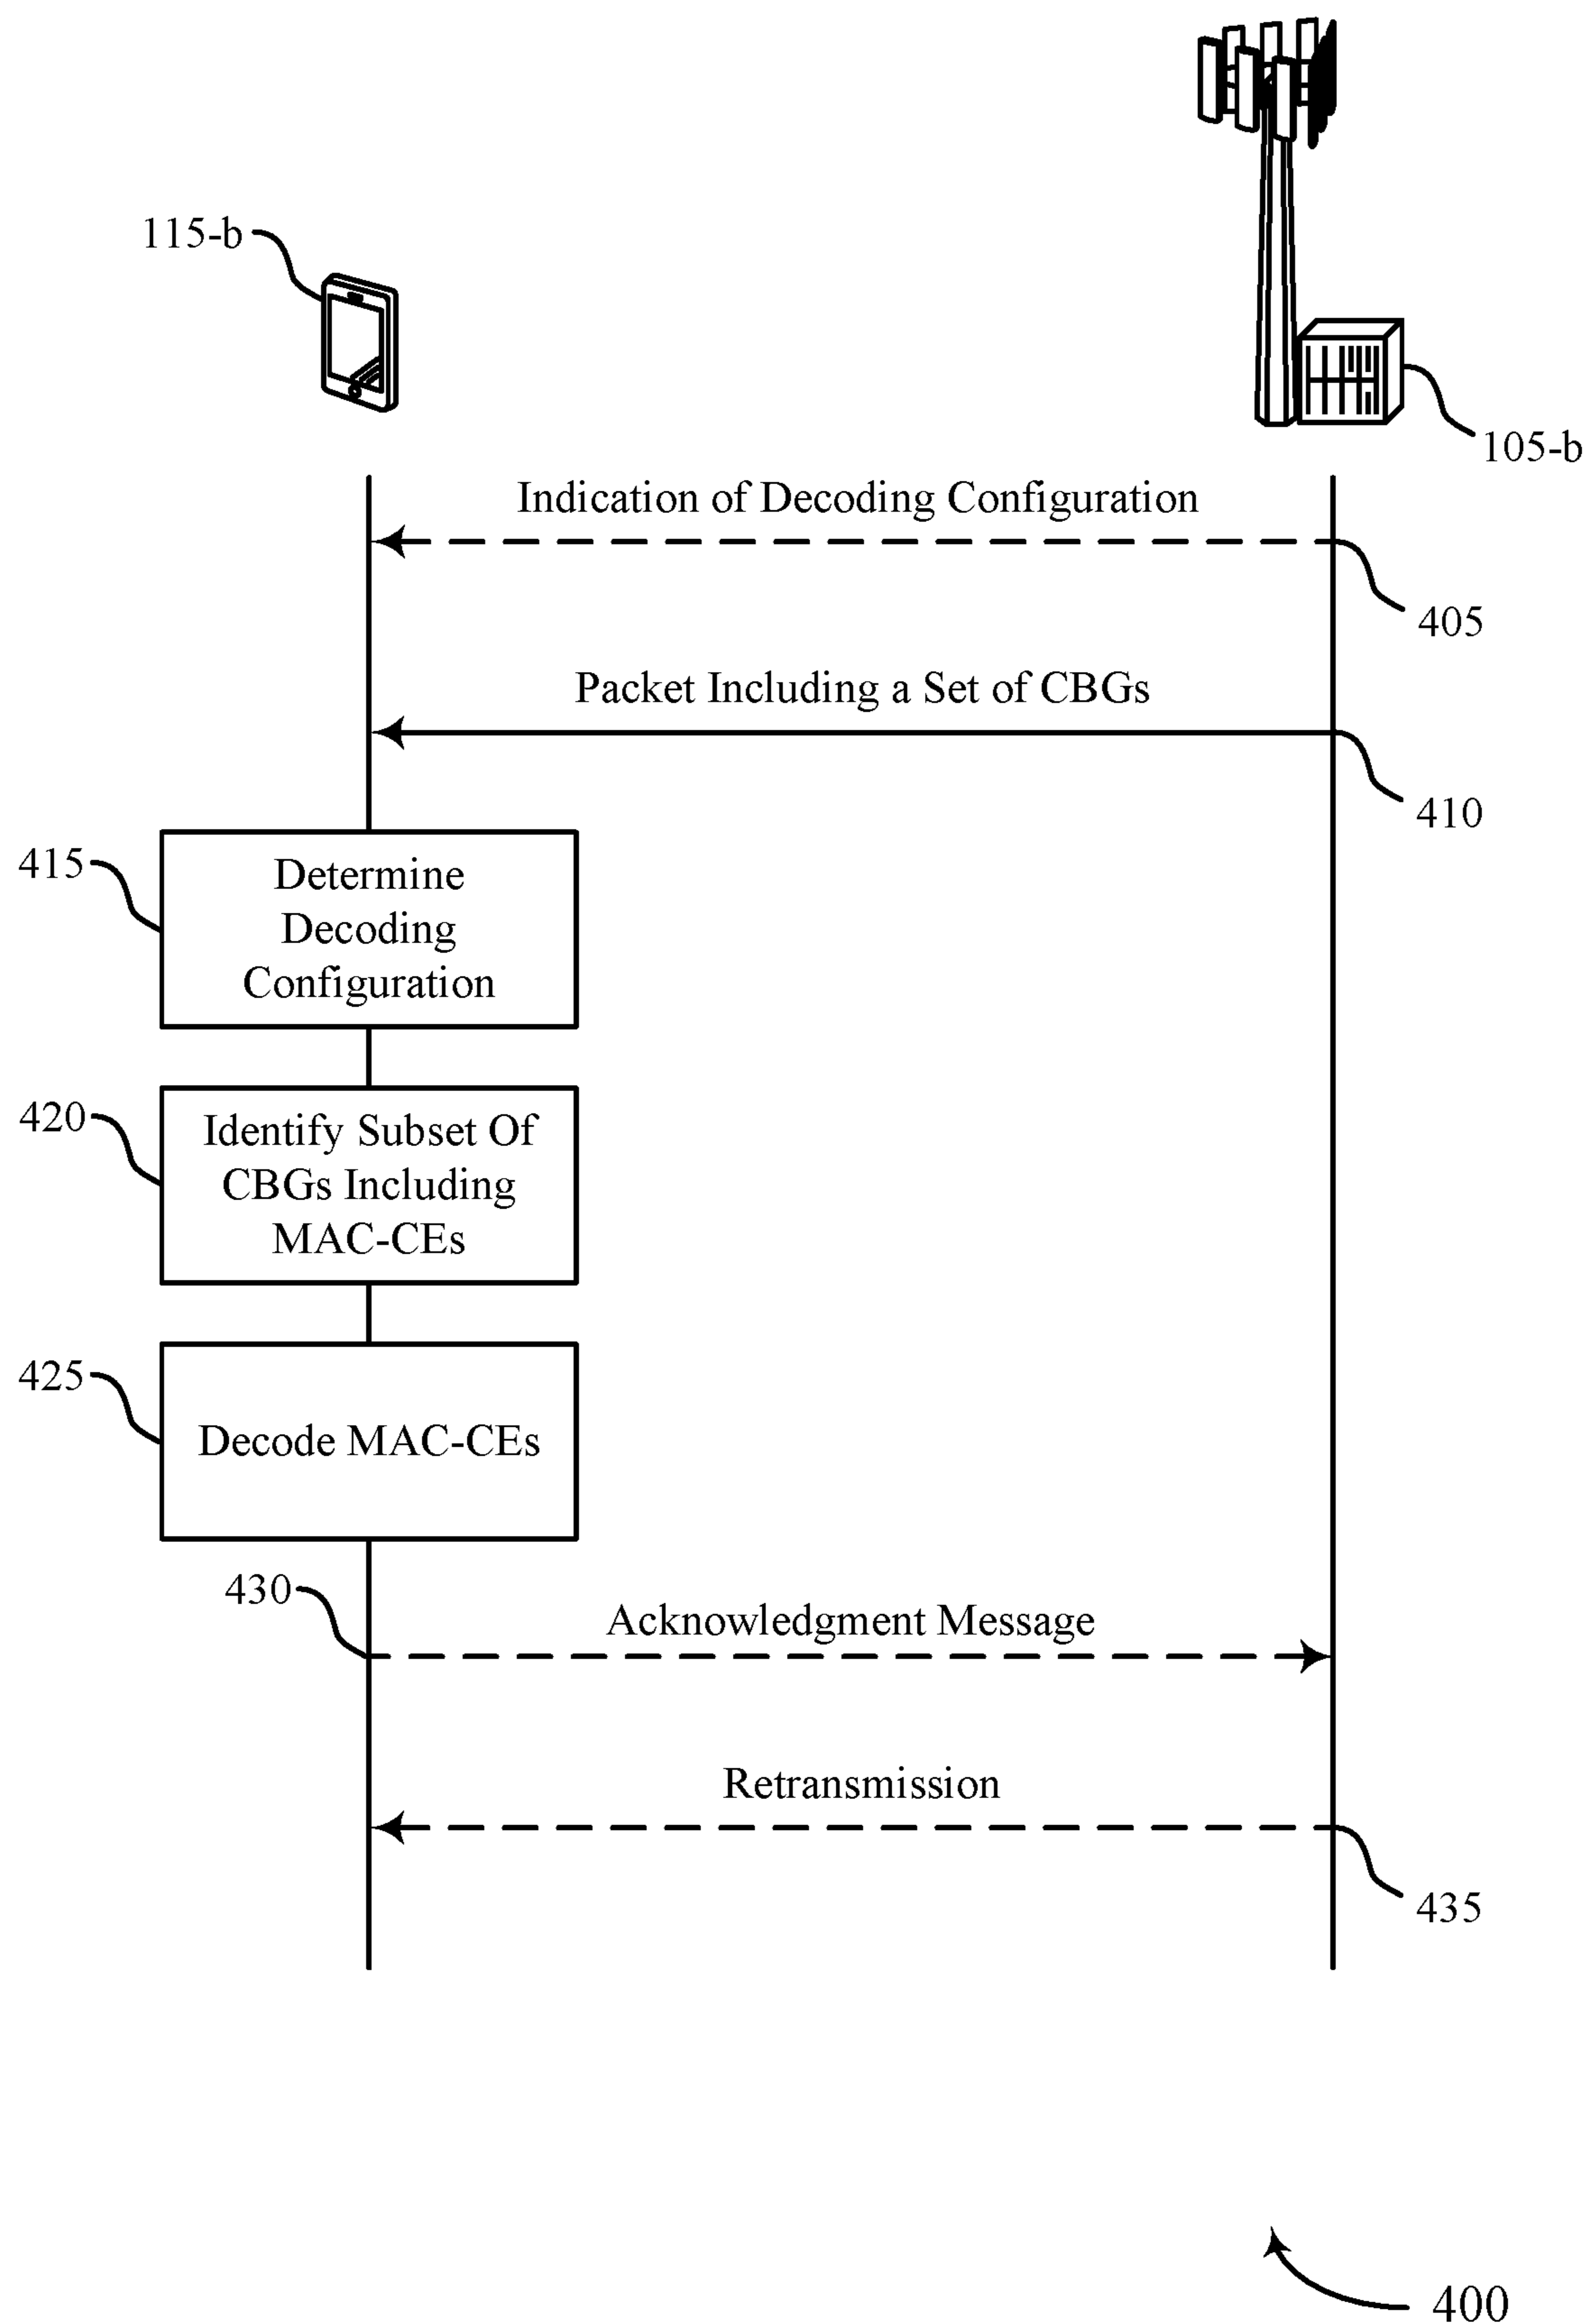 115-b
105-b
Indication of Decoding Configuration
405
Packet Including a Set of CBGs
410
415
Determine
Decoding
Configuration
420
Identify Subset Of
CBGs Including
MAC-CEs
425
Decode MAC-CEs
430
Acknowledgment Message
Retransmission
435
400